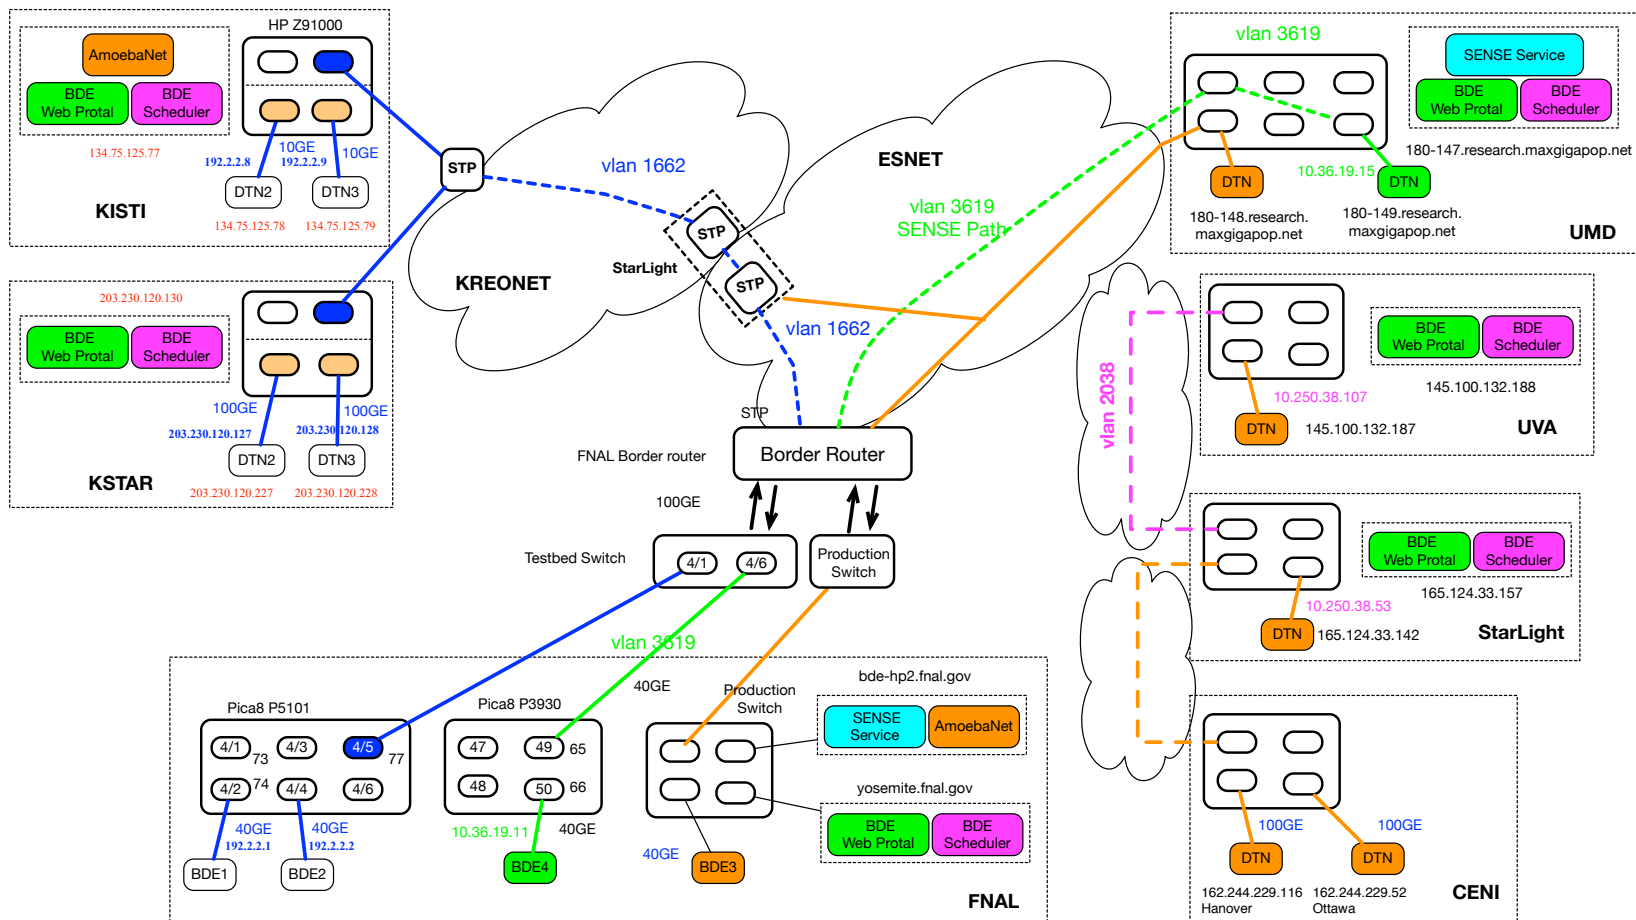 HP Z91000
AmoebaNet
BDE
Web Protal
BDE
Scheduler
134.75.125.77
192.2.2.8
10GE
192.2.2.9
10GE
DTN2
DTN3
KISTI
134.75.125.78
134.75.125.79
203.230.120.130
BDE
Web Protal
BDE
Scheduler
100GE
100GE
203.230.120.127
203.230.120.128
DTN2
DTN3
KSTAR
203.230.120.227
203.230.120.228
STP
vlan 1662
KREONET
StarLight
STP
STP
vlan 1662
ESNET
vlan 3619
SENSE Path
STP
FNAL Border router
Border Router
100GE
Testbed Switch
4/1
4/6
Production
Switch
vlan 3619
40GE
vlan 3619
SENSE Service
BDE
Web Protal
BDE
Scheduler
180-147.research.maxgigapop.net
10.36.19.15
DTN
DTN
180-148.research.
maxgigapop.net
180-149.research.
maxgigapop.net
UMD
vlan 2038
BDE
Web Protal
BDE
Scheduler
145.100.132.188
10.250.38.107
DTN
145.100.132.187
UVA
BDE
Web Protal
BDE
Scheduler
165.124.33.157
10.250.38.53
DTN
165.124.33.142
StarLight
100GE
100GE
DTN
DTN
162.244.229.116
Hanover
162.244.229.52
Ottawa
CENI
Pica8 P5101
4/1
73
4/3
4/5
77
4/2
74
4/4
4/6
40GE
192.2.2.1
40GE
192.2.2.2
BDE1
BDE2
Pica8 P3930
47
49
65
48
50
66
10.36.19.11
40GE
BDE4
Production
Switch
40GE
BDE3
bde-hp2.fnal.gov
SENSE
Service
AmoebaNet
yosemite.fnal.gov
BDE
Web Protal
BDE
Scheduler
FNAL